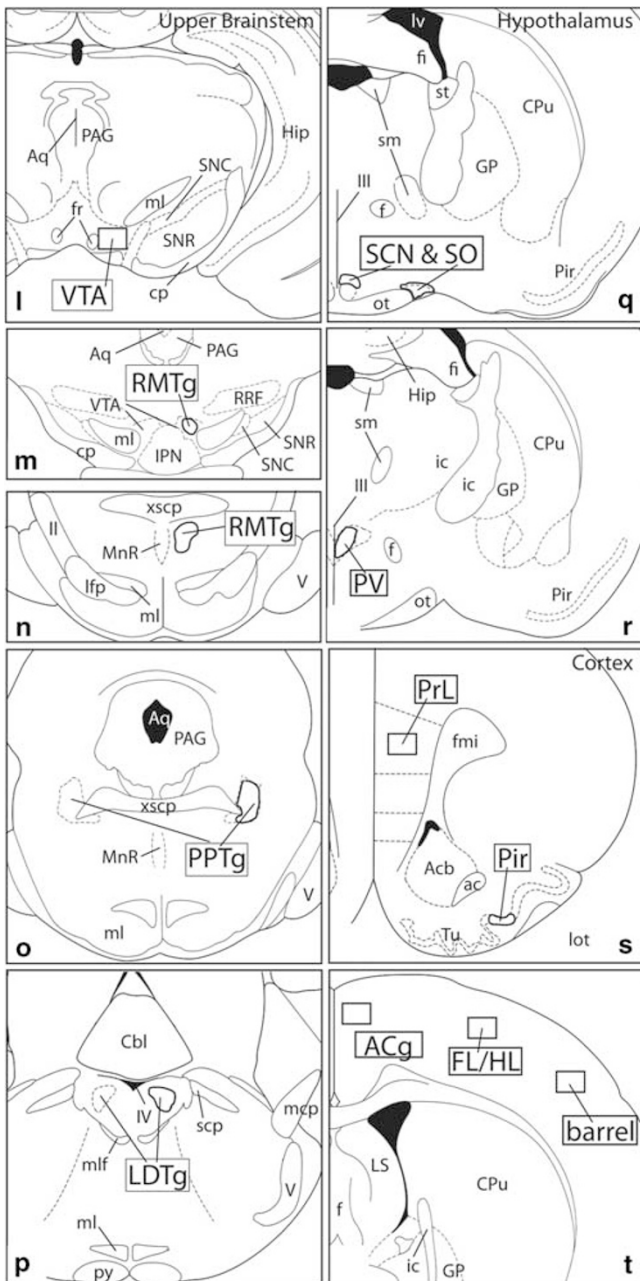 Upper Brainstem
Aq
PAG
Hip
SNC
ml
fr
SNR
VTA
cp
l
Hypothalamus
lv
fi
st
CPu
sm
GP
III
f
SCN & SO
Pir
ot
q
Aq
PAG
RMTg
VTA
RRF
ml
SNR
cp
IPN
SNC
m
Hip
fi
sm
CPu
ic
ic
GP
III
f
PV
Pir
ot
r
xscp
ll
RMTg
MnR
lfp
V
ml
n
Aq
PAG
xscp
MnR
PPTg
V
ml
o
Cortex
PrL
fmi
Pir
Acb
ac
Tu
lot
s
Cbl
IV
scp
mcp
mlf
LDTg
V
ml
py
p
ACg
FL/HL
barrel
LS
CPu
f
ic
GP
t